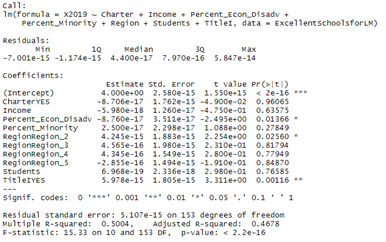 Call:
lm(formula = X2019 ~ Charter + Income + Percent_Econ_Disadv +
Percent_Minority + Region + Students + TitleI, data = ExcellentSchoolsforLM)
Residuals:
Min 1Q Median 3Q Max
-7.001e-15 -1.174e-15 4.400e-17 7.970e-16 5.847e-14
Coefficients:
Estimate Std. Error t value Pr(>|t|)
(Intercept) 4.000e+00 2.580e-15 1.550e+15 < 2e-16 ***
CharterYES -8.706e-17 1.762e-15 -4.900e-02 0.96065
Income -5.980e-18 1.260e-17 -4.750e-01 0.63575
Percent_Econ_Disadv -8.760e-17 3.511e-17 -2.495e+00 0.01366 *
Percent_Minority 2.500e-17 2.298e-17 1.088e+00 0.27849
RegionRegion_2 4.245e-15 1.883e-15 2.254e+00 0.02560 *
RegionRegion_3 4.565e-16 1.980e-15 2.310e-01 0.81794
RegionRegion_4 4.345e-16 1.549e-15 2.800e-01 0.77949
RegionRegion_5 -2.855e-16 1.494e-15 -1.910e-01 0.84870
Students 6.968e-19 2.336e-18 2.980e-01 0.76585
TitleIYES 5.978e-15 1.805e-15 3.311e+00 0.00116 **
---
Signif. codes: 0 '***' 0.001 '**' 0.01 '*' 0.05 '.' 0.1 ' ' 1
Residual standard error: 5.107e-15 on 153 degrees of freedom
Multiple R-squared: 0.5004, Adjusted R-squared: 0.4678
F-statistic: 15.33 on 10 and 153 DF, p-value: < 2.2e-16